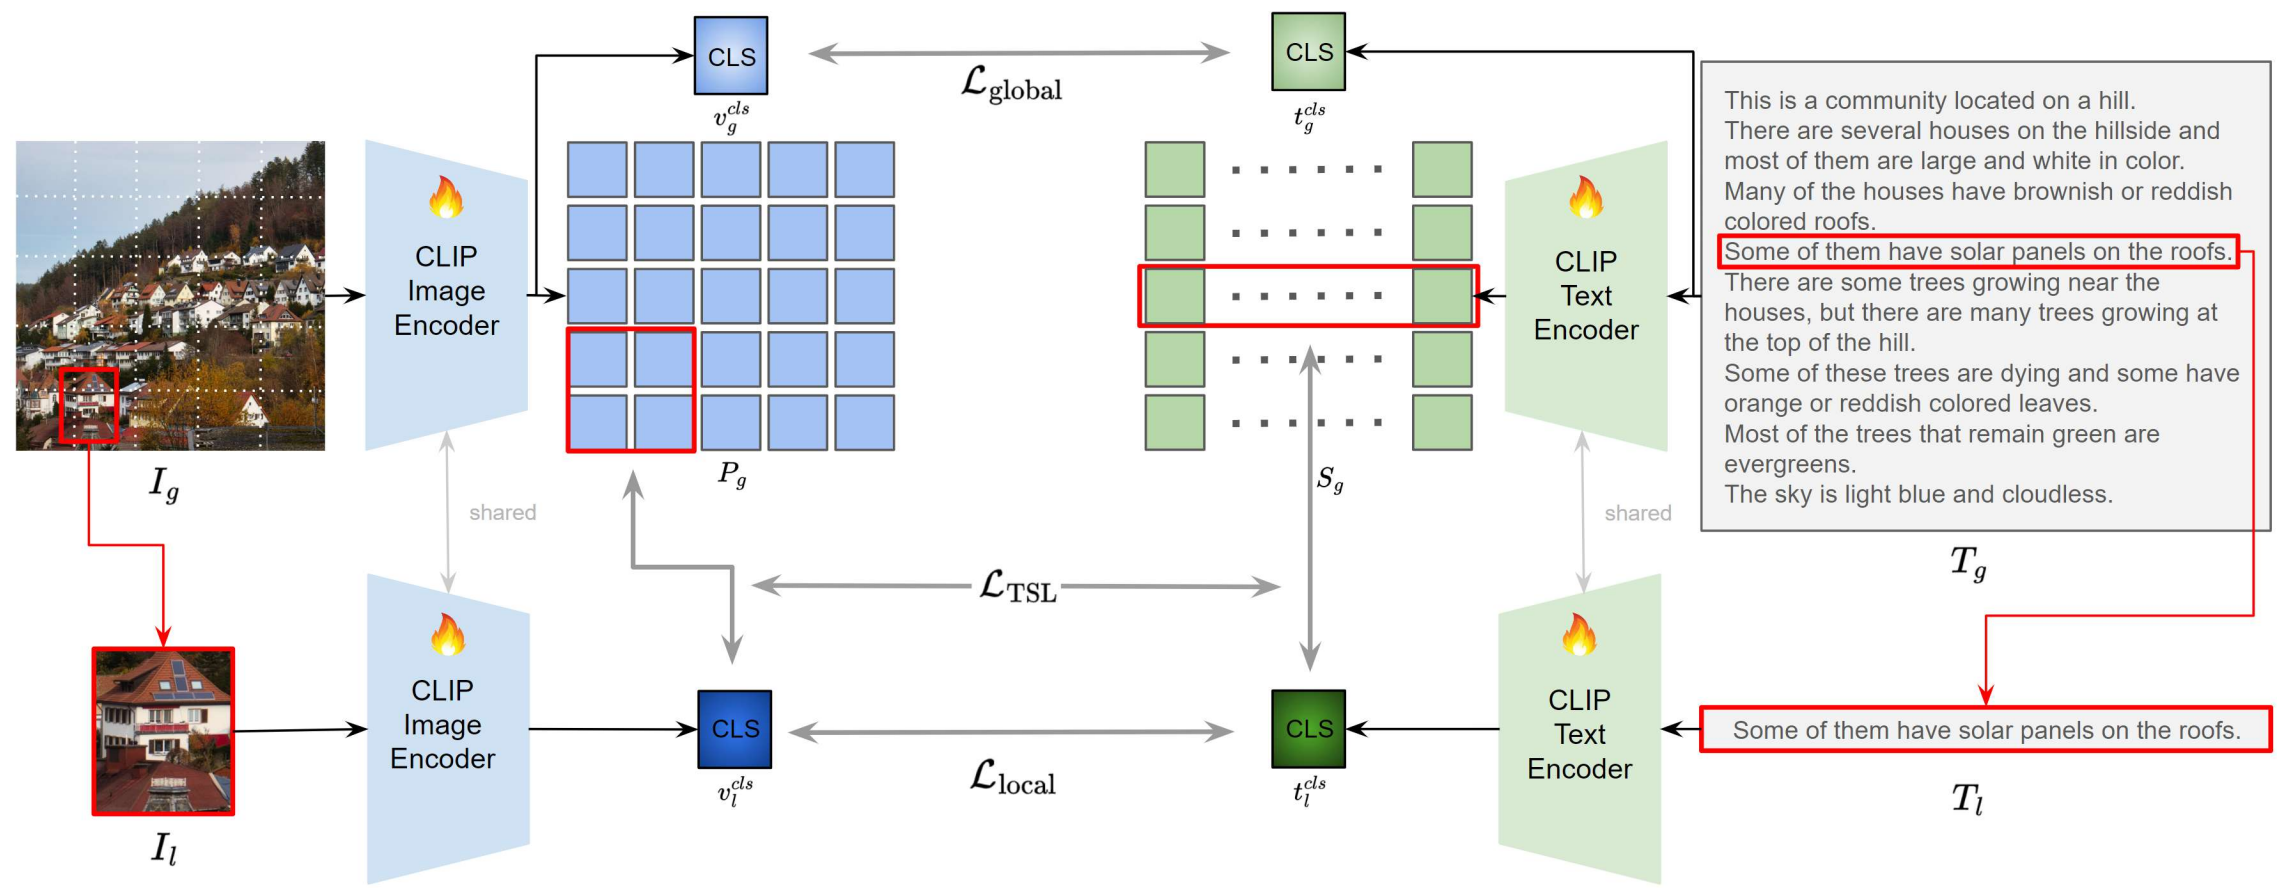 CLS
v_g^{cls}
\mathcal{L}_{global}
CLS
t_g^{cls}
This is a community located on a hill.
There are several houses on the hillside and
most of them are large and white in color.
Many of the houses have brownish or reddish
colored roofs.
Some of them have solar panels on the roofs.
There are some trees growing near the
houses, but there are many trees growing at
the top of the hill.
Some of these trees are dying and some have
orange or reddish colored leaves.
Most of the trees that remain green are
evergreens.
The sky is light blue and cloudless.
T_g
I_g
CLIP
Image
Encoder
P_g
S_g
CLIP
Text
Encoder
shared
shared
\mathcal{L}_{TSL}
I_l
CLIP
Image
Encoder
CLS
v_l^{cls}
\mathcal{L}_{local}
CLS
t_l^{cls}
CLIP
Text
Encoder
Some of them have solar panels on the roofs.
T_l